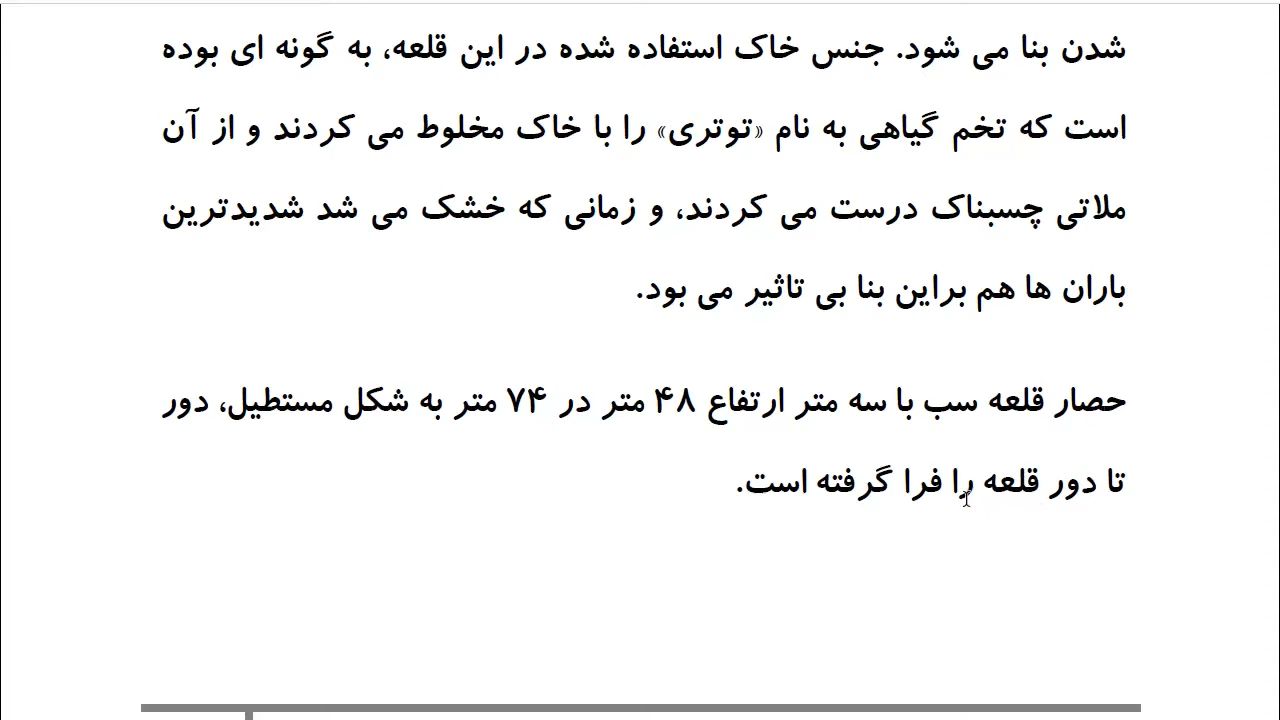 شدن بنا می شود. جنس خاک استفاده شده در این قلعه، به گونه ای بوده
است که تخم گیاهی به نام «توتری» را با خاک مخلوط می کردند و از آن
ملاتی چسبناک درست می کردند، و زمانی که خشک می شد شدیدترین
باران ها هم براین بنا بی تاثیر می بود.
حصار قلعه سب با سه متر ارتفاع ۴۸ متر در ۷۴ متر به شکل مستطیل، دور
تا دور قلعه را فرا گرفته است.